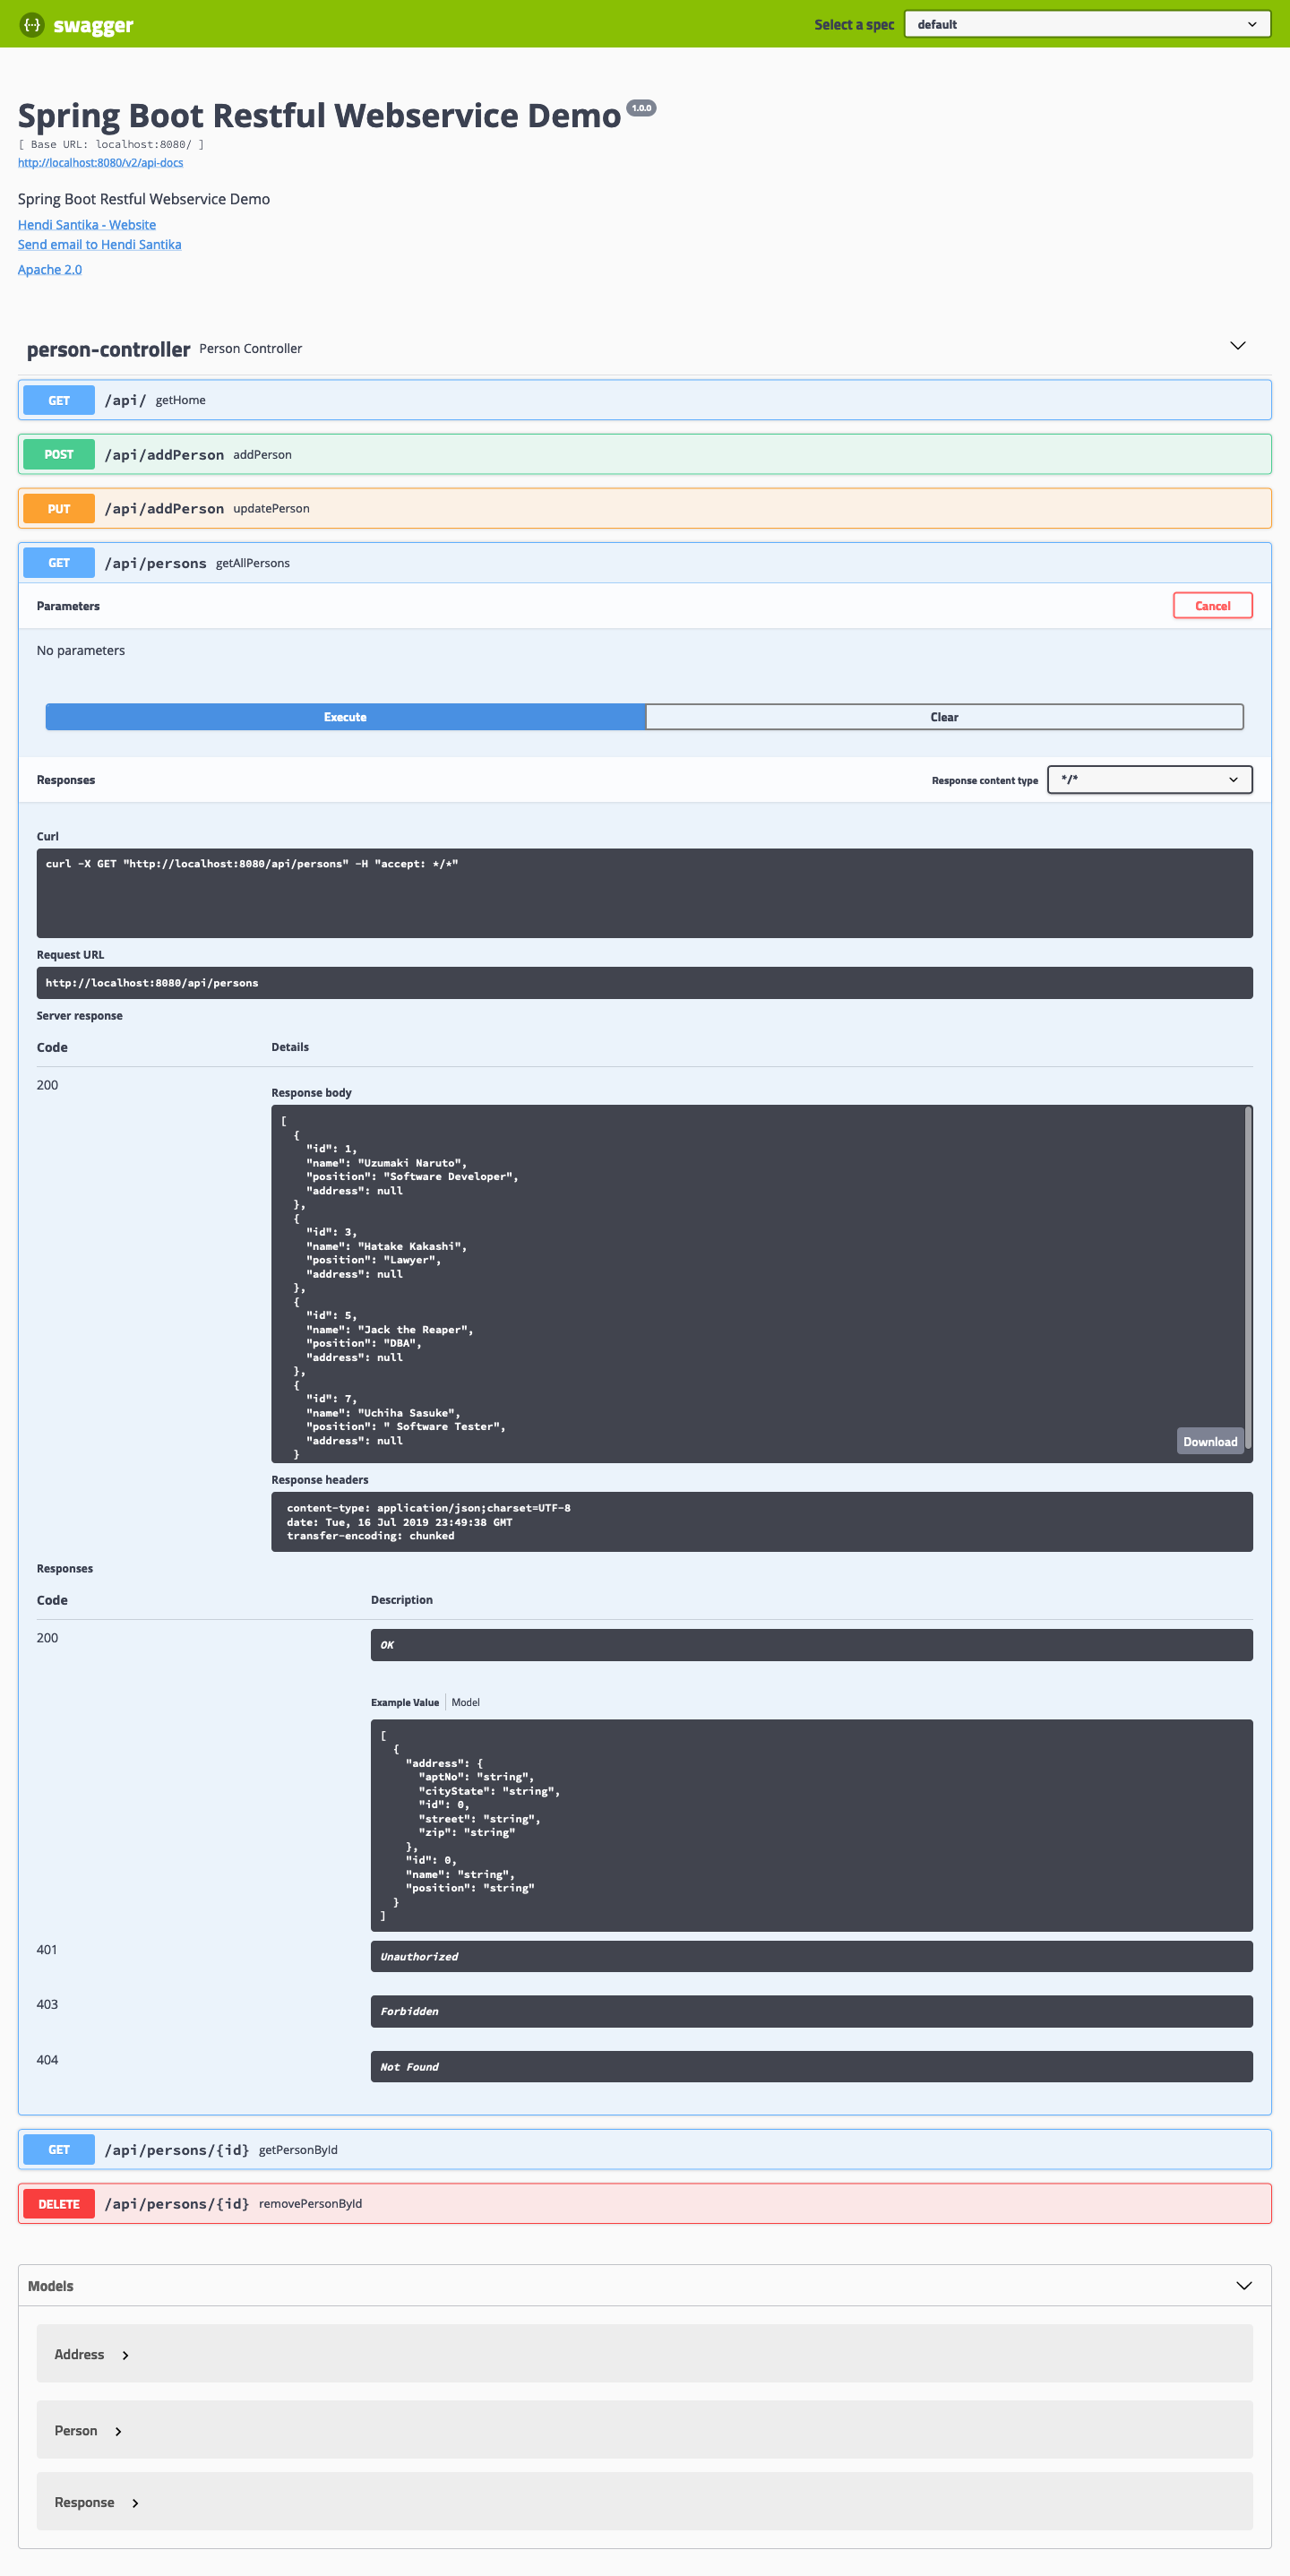 {··} swagger
Select a spec default
Spring Boot Restful Webservice Demo 1.0.0
[ Base URL: localhost:8080/ ]
http://localhost:8080/v2/api-docs
Spring Boot Restful Webservice Demo
Hendi Santika - Website
Send email to Hendi Santika
Apache 2.0
person-controller Person Controller
GET /api/ getHome
POST /api/addPerson addPerson
PUT /api/addPerson updatePerson
GET /api/persons getAllPersons
Parameters Cancel
No parameters
Execute Clear
Responses Response content type */*
Curl
curl -X GET "http://localhost:8080/api/persons" -H "accept: */*"
Request URL
http://localhost:8080/api/persons
Server response
Code Details
200
Response body
[
  {
    "id": 1,
    "name": "Uzumaki Naruto",
    "position": "Software Developer",
    "address": null
  },
  {
    "id": 3,
    "name": "Hatake Kakashi",
    "position": "Lawyer",
    "address": null
  },
  {
    "id": 5,
    "name": "Jack the Reaper",
    "position": "DBA",
    "address": null
  },
  {
    "id": 7,
    "name": "Uchiha Sasuke",
    "position": " Software Tester",
    "address": null
  }
Download
Response headers
content-type: application/json;charset=UTF-8
date: Tue, 16 Jul 2019 23:49:38 GMT
transfer-encoding: chunked
Responses
Code Description
200 OK
Example Value Model
[
  {
    "address": {
      "aptNo": "string",
      "cityState": "string",
      "id": 0,
      "street": "string",
      "zip": "string"
    },
    "id": 0,
    "name": "string",
    "position": "string"
  }
]
401 Unauthorized
403 Forbidden
404 Not Found
GET /api/persons/{id} getPersonById
DELETE /api/persons/{id} removePersonById
Models
Address
Person
Response